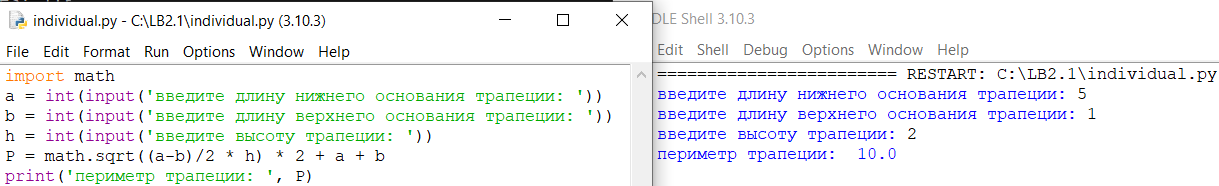 individual.py - C:\LB2.1\individual.py (3.10.3)
File Edit Format Run Options Window Help
import math
a = int(input('введите длину нижнего основания трапеции: '))
b = int(input('введите длину верхнего основания трапеции: '))
h = int(input('введите высоту трапеции: '))
P = math.sqrt((a-b)/2 * h) * 2 + a + b
print('периметр трапеции: ', P)
DLE Shell 3.10.3
Edit Shell Debug Options Window Help
======================== RESTART: C:\LB2.1\individual.py
введите длину нижнего основания трапеции: 5
введите длину верхнего основания трапеции: 1
введите высоту трапеции: 2
периметр трапеции:  10.0